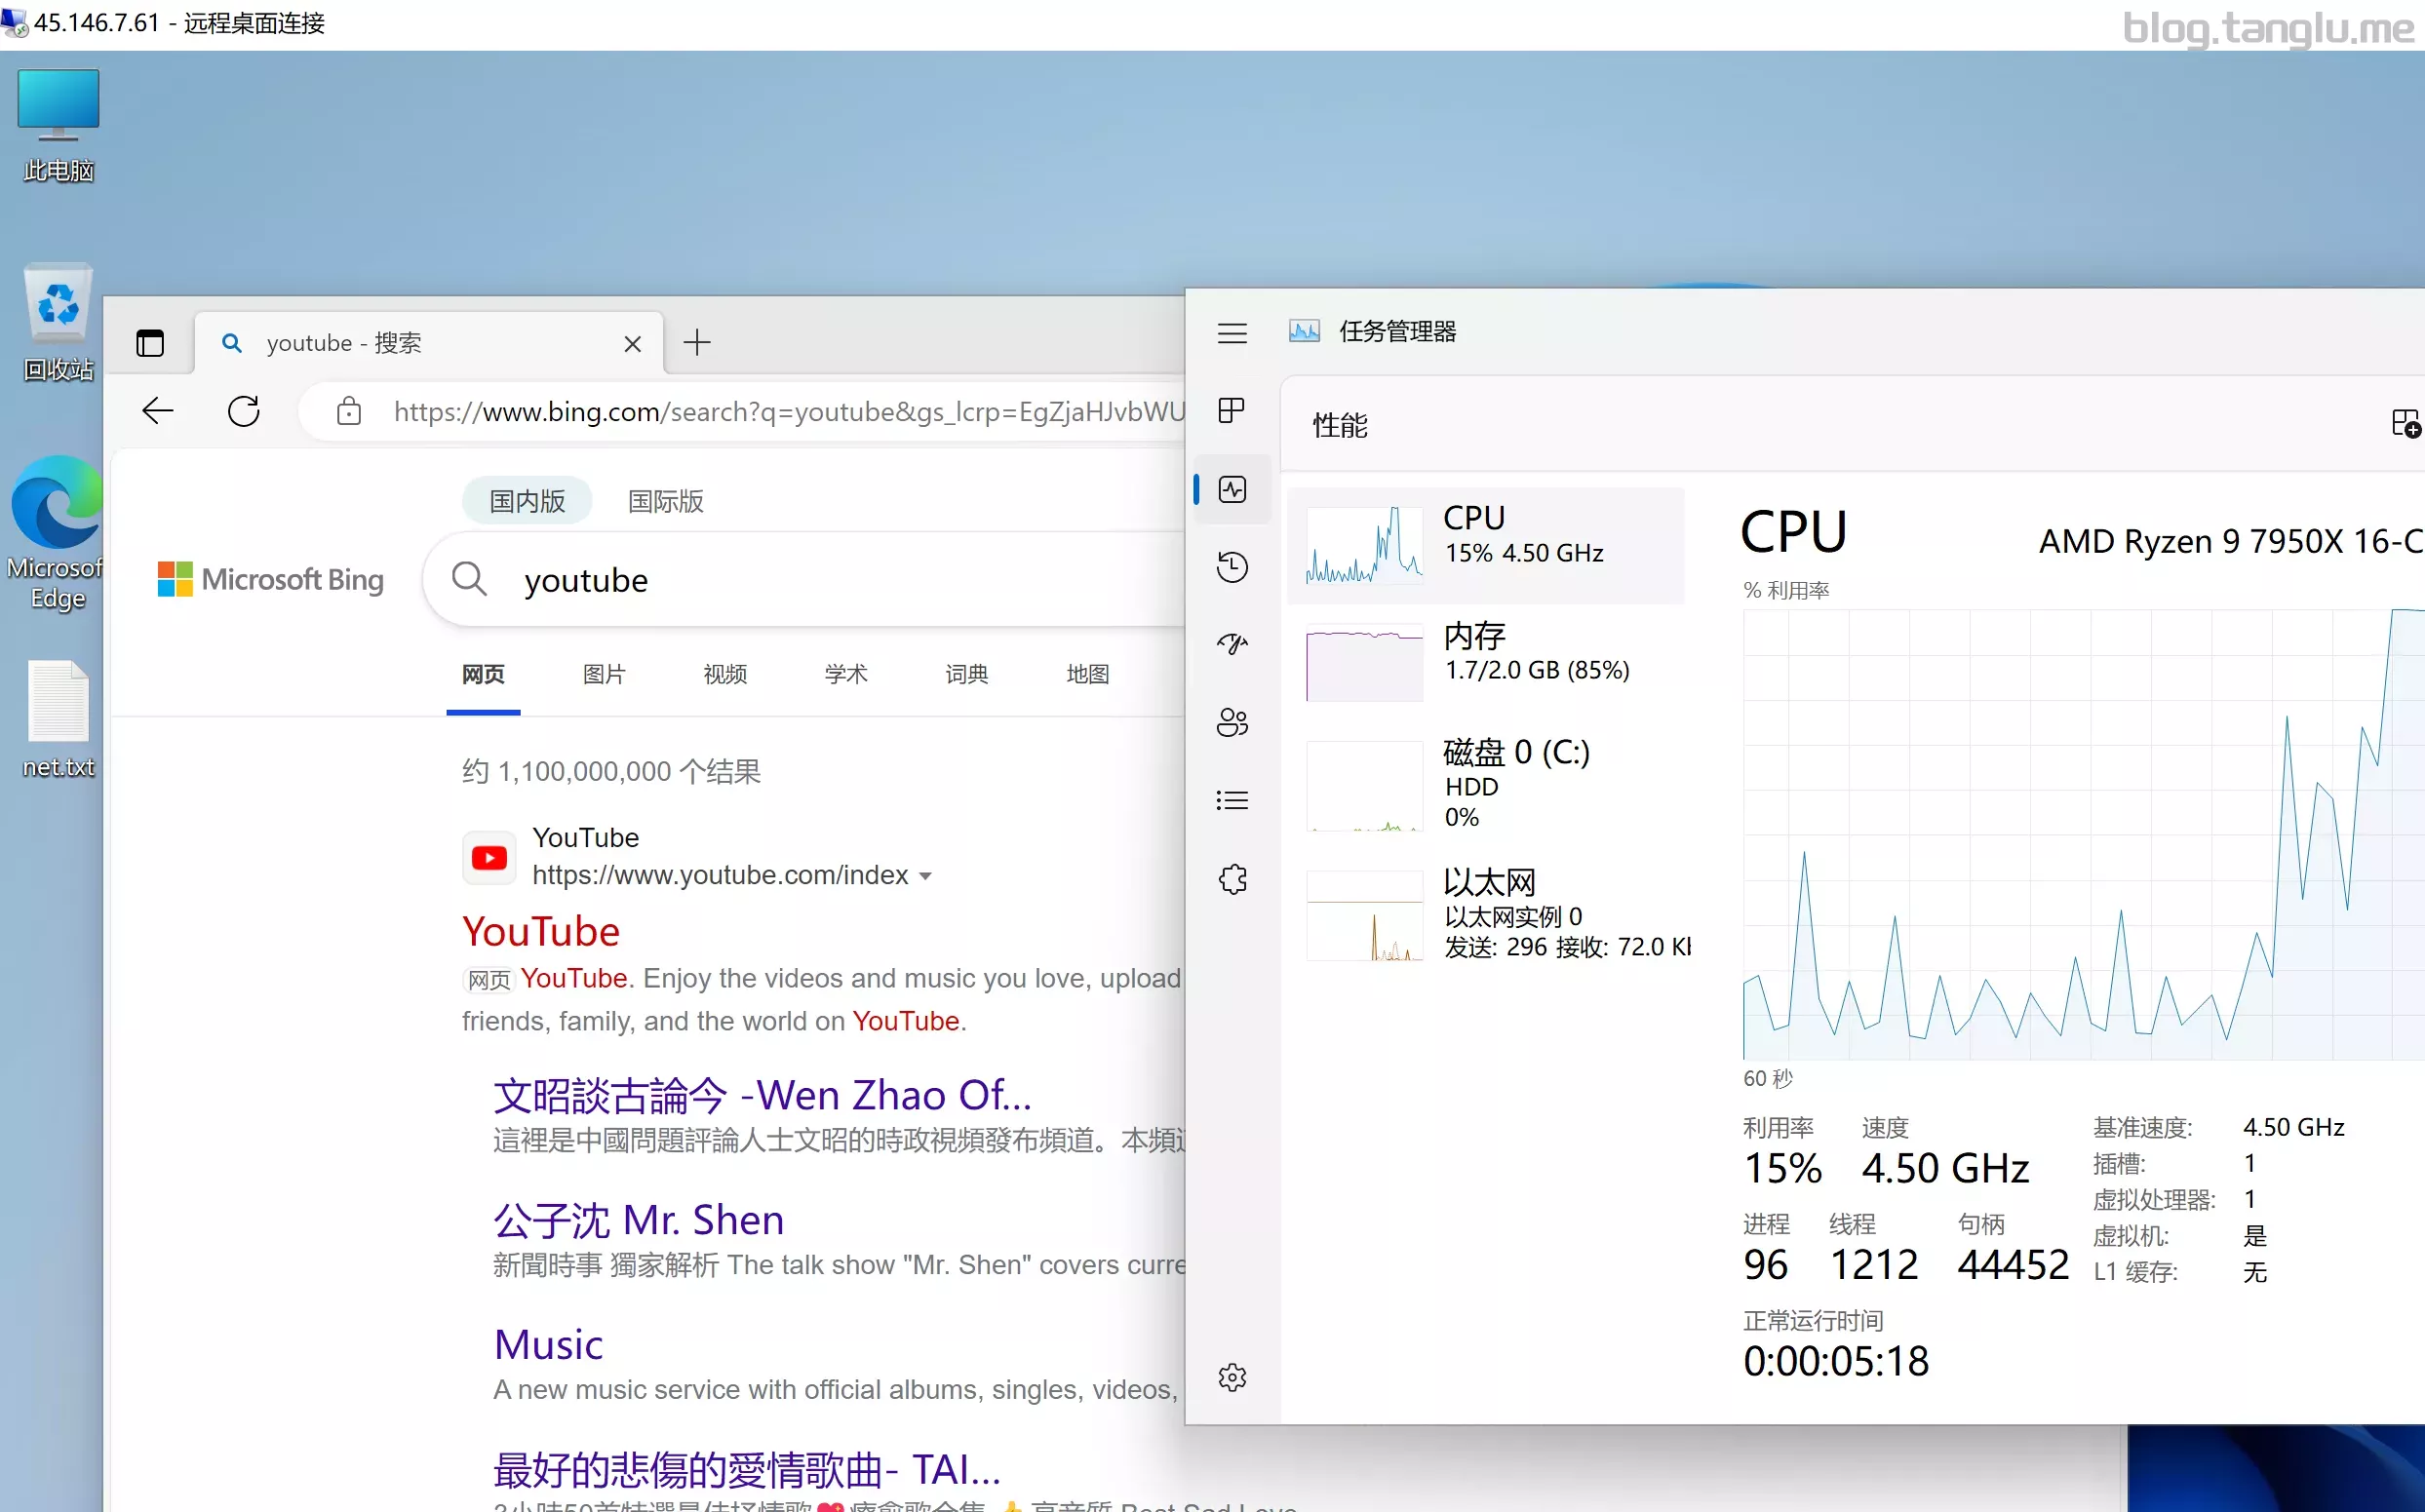 45.146.7.61 - 远程桌面连接
blog.tanglu.me
此电脑
回收站
Microsoft
Edge
net.txt
youtube - 搜索
https://www.bing.com/search?q=youtube&gs_lcrp=EgZjaHJvbWU
国内版 国际版
Microsoft Bing
youtube
网页 图片 视频 学术 词典 地图
约 1,100,000,000 个结果
YouTube
https://www.youtube.com/index
YouTube
网页 YouTube. Enjoy the videos and music you love, upload
friends, family, and the world on YouTube.
文昭談古論今 -Wen Zhao Of...
這裡是中國問題評論人士文昭的時政視頻發布頻道。本頻
公子沈 Mr. Shen
新聞時事 獨家解析 The talk show "Mr. Shen" covers curre
Music
A new music service with official albums, singles, videos,
最好的悲傷的愛情歌曲- TAI...
任务管理器
性能
CPU
15% 4.50 GHz
内存
1.7/2.0 GB (85%)
磁盘 0 (C:)
HDD
0%
以太网
以太网实例 0
发送: 296 接收: 72.0 K
CPU
AMD Ryzen 9 7950X 16-C
% 利用率
60 秒
利用率 速度
15% 4.50 GHz
进程 线程 句柄
96 1212 44452
正常运行时间
0:00:05:18
基准速度: 4.50 GHz
插槽: 1
虚拟处理器: 1
虚拟机: 是
L1 缓存: 无